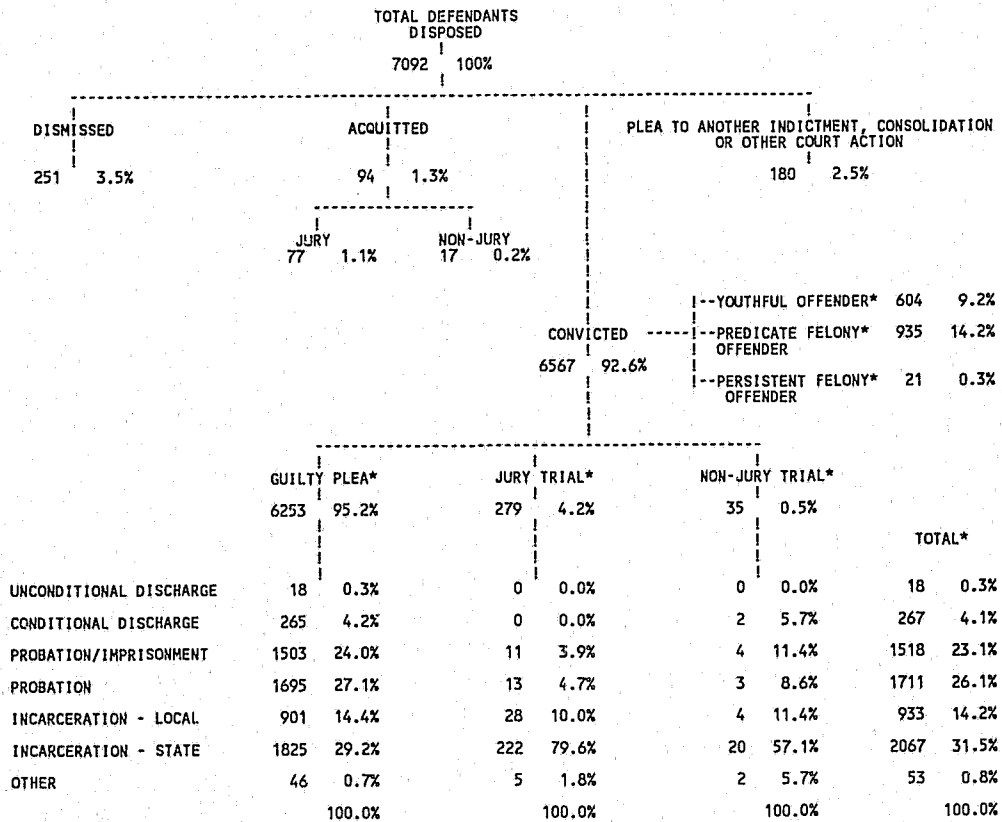 TOTAL DEFENDANTS
DISPOSED
7092 100%
DISMISSED ACQUITTED PLEA TO ANOTHER INDICTMENT, CONSOLIDATION
OR OTHER COURT ACTION
251 3.5% 94 1.3% 180 2.5%
JURY NON-JURY
77 1.1% 17 0.2%
YOUTHFUL OFFENDER* 604 9.2%
CONVICTED PREDICATE FELONY* 935 14.2%
OFFENDER
6567 92.6%
PERSISTENT FELONY* 21 0.3%
OFFENDER
GUILTY PLEA* JURY TRIAL* NON-JURY TRIAL*
6253 95.2% 279 4.2% 35 0.5%
TOTAL*
UNCONDITIONAL DISCHARGE 18 0.3% 0 0.0% 0 0.0% 18 0.3%
CONDITIONAL DISCHARGE 265 4.2% 0 0.0% 2 5.7% 267 4.1%
PROBATION/IMPRISONMENT 1503 24.0% 11 3.9% 4 11.4% 1518 23.1%
PROBATION 1695 27.1% 13 4.7% 3 8.6% 1711 26.1%
INCARCERATION - LOCAL 901 14.4% 28 10.0% 4 11.4% 933 14.2%
INCARCERATION - STATE 1825 29.2% 222 79.6% 20 57.1% 2067 31.5%
OTHER 46 0.7% 5 1.8% 2 5.7% 53 0.8%
100.0% 100.0% 100.0% 100.0%